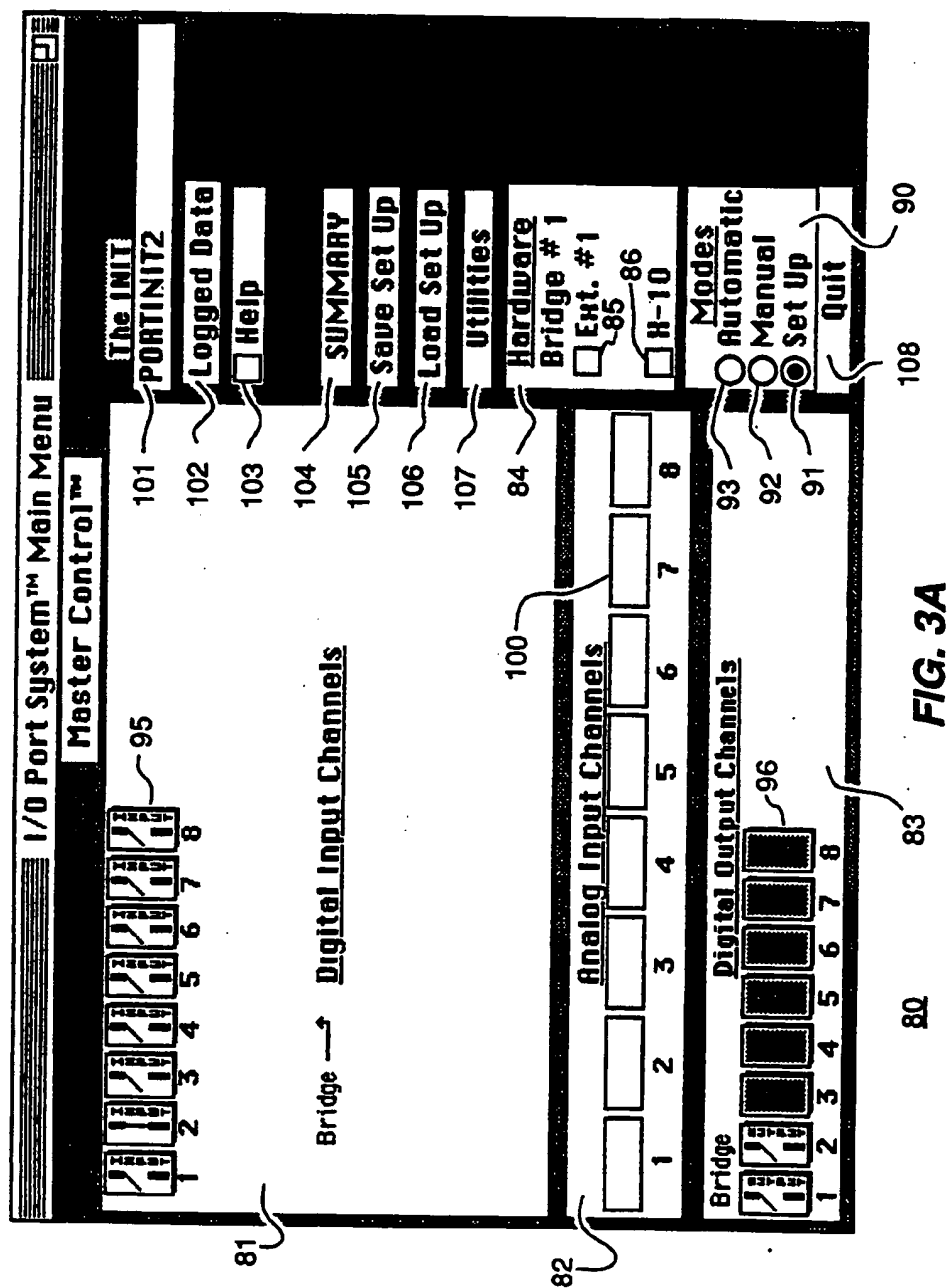 I/O Port System™ Main Menu
Master Control™
95
1 2 3 4 5 6 7 8
Bridge → Digital Input Channels
81
The INIT
PORTINIT2
101
Logged Data
102
Help
103
SUMMARY
104
Save Set Up
105
Load Set Up
106
Utilities
107
Hardware
84
Bridge # 1
Ext. #1
85
X-10
86
Analog Input Channels
1 2 3 4 5 6 7 8
82
100
Modes
Automatic
93
Manual
92
Set Up
91
90
Quit
108
Bridge
Digital Output Channels
96
1 2 3 4 5 6 7 8
83
80
FIG. 3A